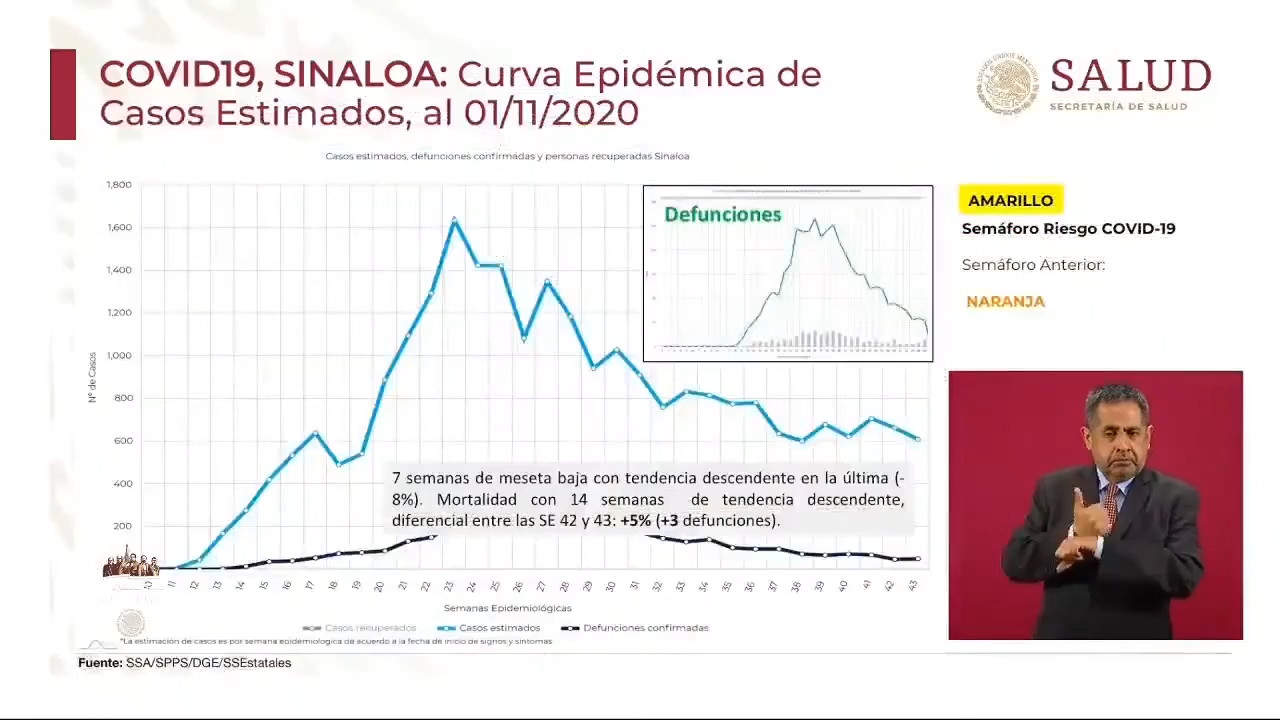 COVID19, SINALOA: Curva Epidémica de
Casos Estimados, al 01/11/2020
SALUD
SECRETARÍA DE SALUD
Casos estimados, defunciones confirmadas y personas recuperadas Sinaloa
1,800
1,600
1,400
1,200
1,000
800
600
400
200
Nº de Casos
Defunciones
AMARILLO
Semáforo Riesgo COVID-19
Semáforo Anterior:
NARANJA
7 semanas de meseta baja con tendencia descendente en la última (-
8%). Mortalidad con 14 semanas de tendencia descendente,
diferencial entre las SE 42 y 43: +5% (+3 defunciones).
10 11 12 13 14 15 16 17 18 19 20 21 22 23 24 25 26 27 28 29 30 31 32 33 34 35 36 37 38 39 40 41 42 43
Semanas Epidemiológicas
Casos recuperados Casos estimados Defunciones confirmadas
*La estimación de casos es por semana epidemiologica de acuerdo a la fecha de inicio de signos y sintomas
Fuente: SSA/SPPS/DGE/SSEstatales